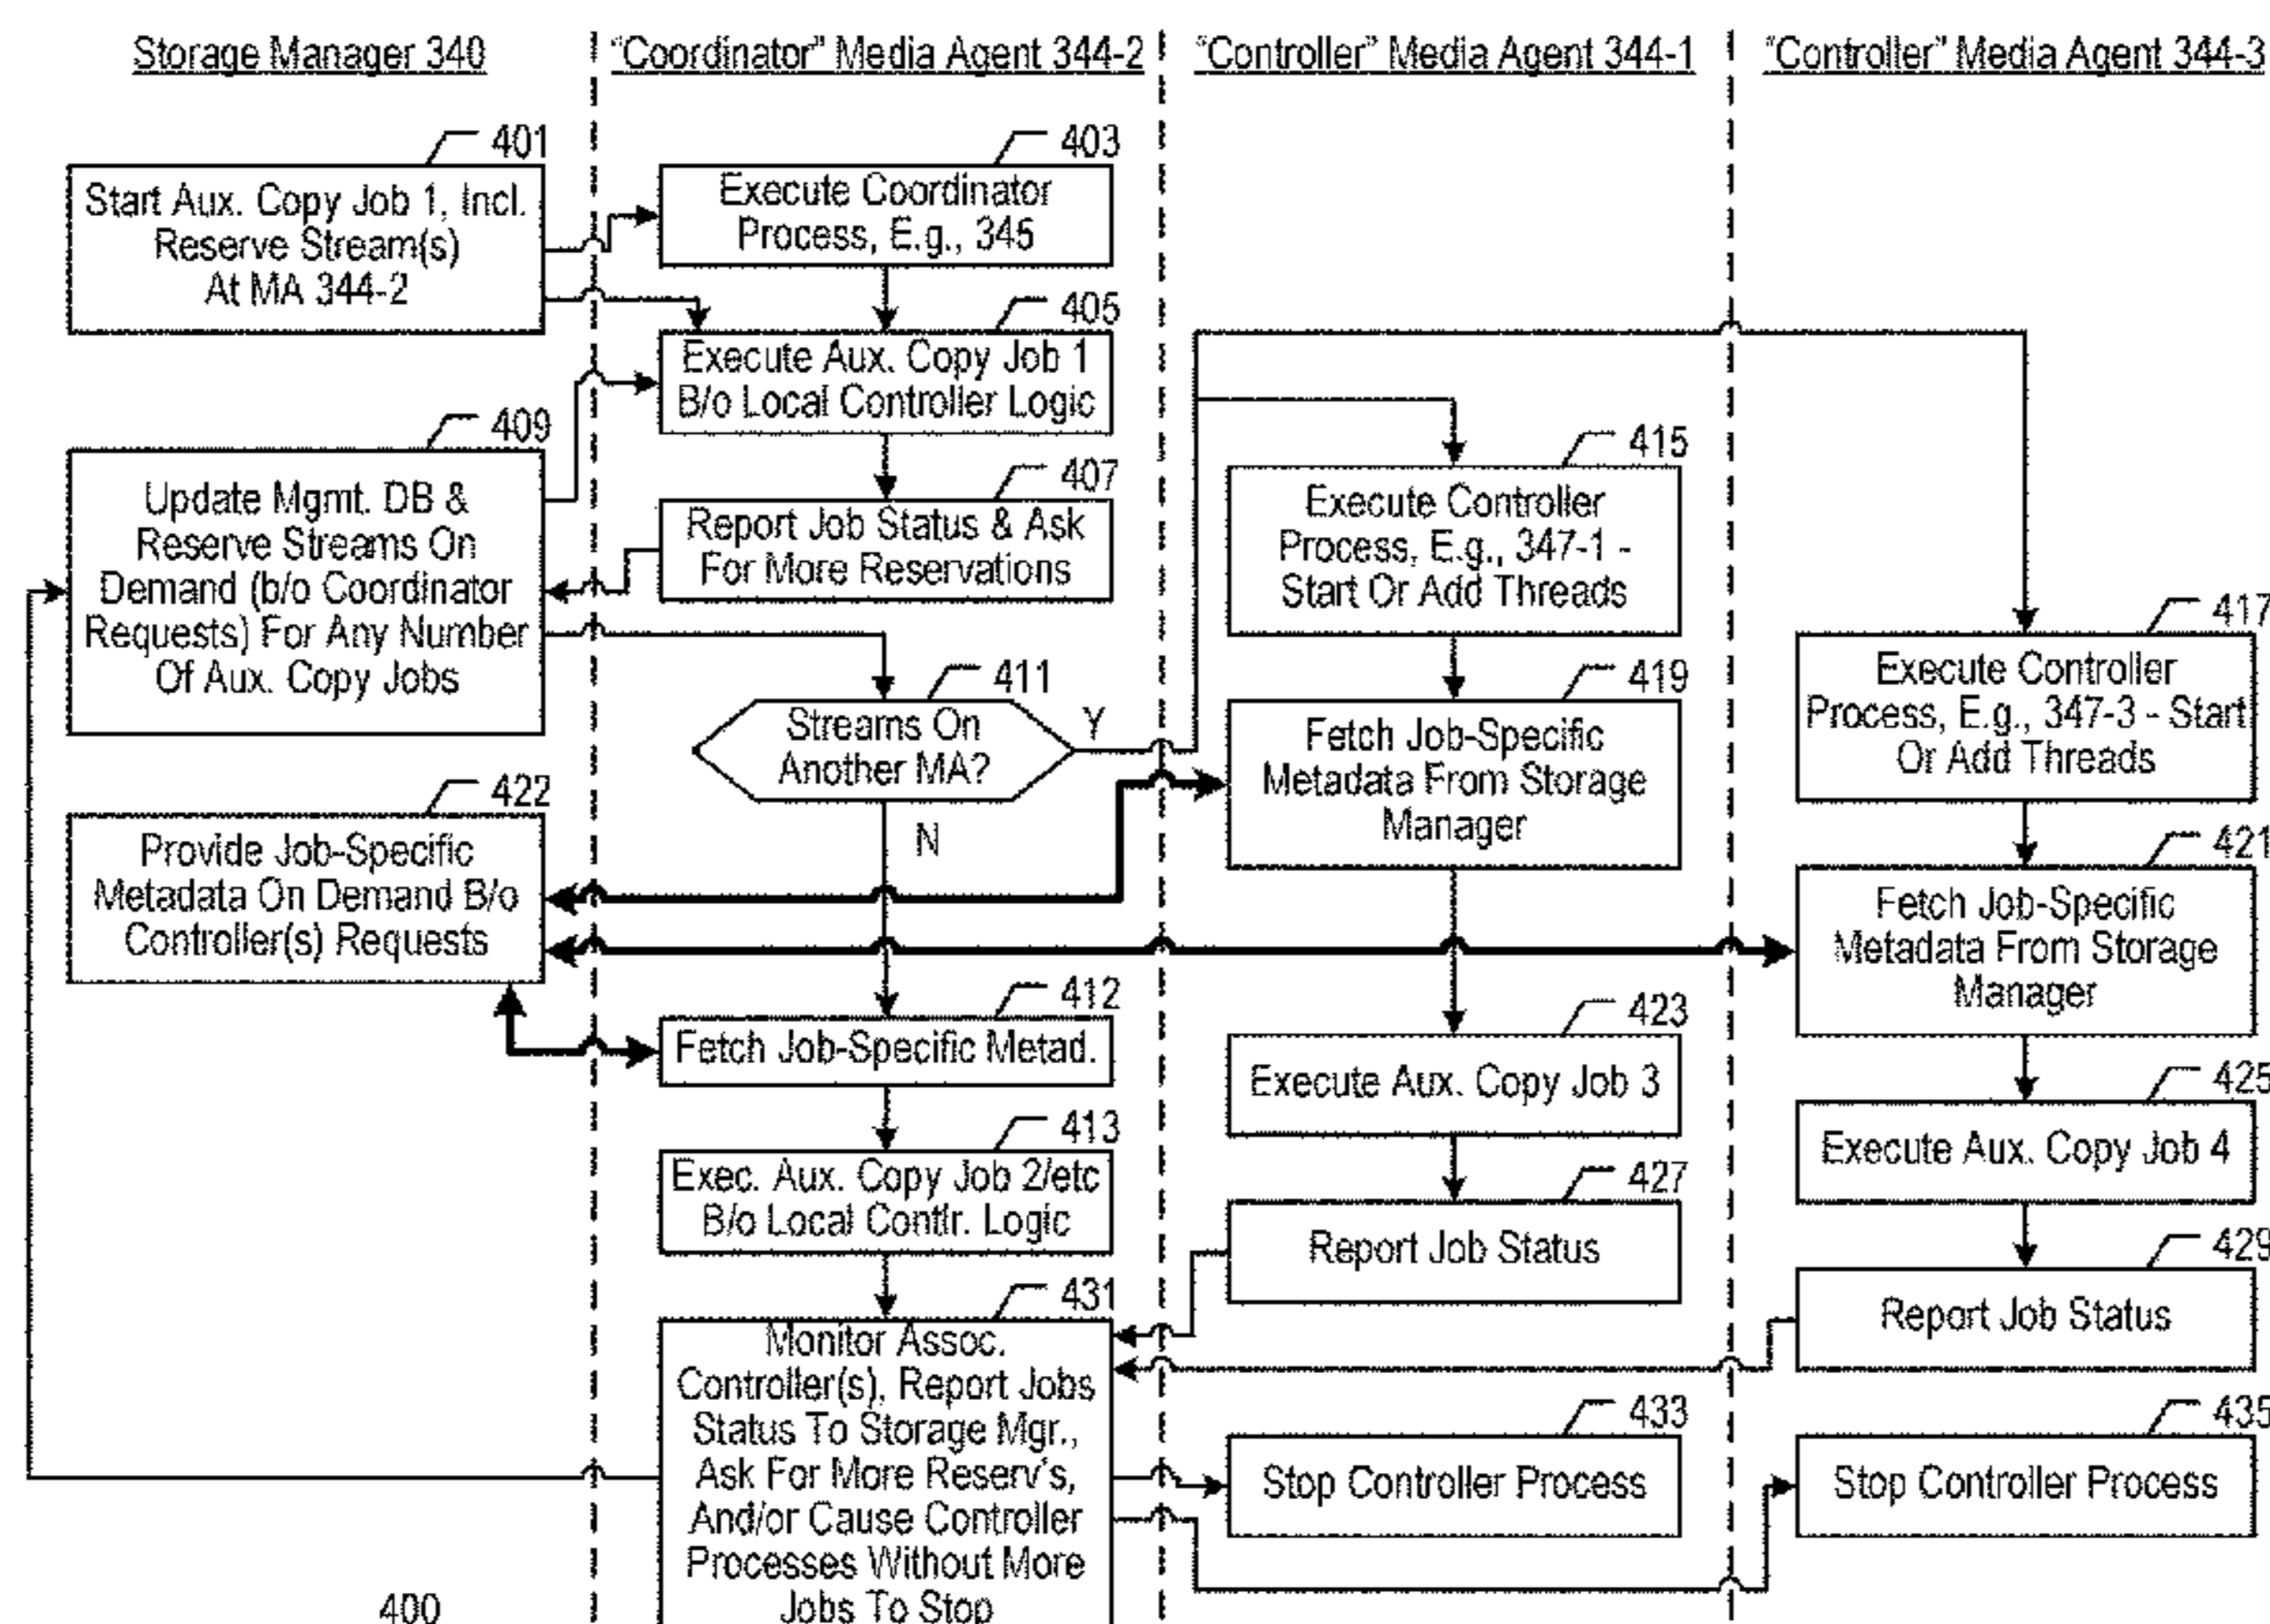 Storage Manager 340
"Coordinator" Media Agent 344-2
"Controller" Media Agent 344-1
"Controller" Media Agent 344-3
401
Start Aux. Copy Job 1, Incl.
Reserve Stream(s)
At MA 344-2
403
Execute Coordinator
Process, E.g., 345
405
Execute Aux. Copy Job 1
B/o Local Controller Logic
407
Report Job Status & Ask
For More Reservations
409
Update Mgmt. DB &
Reserve Streams On
Demand (b/o Coordinator
Requests) For Any Number
Of Aux. Copy Jobs
411
Streams On
Another MA?
Y
N
415
Execute Controller
Process, E.g., 347-1 -
Start Or Add Threads
417
Execute Controller
Process, E.g., 347-3 - Start
Or Add Threads
419
Fetch Job-Specific
Metadata From Storage
Manager
421
Fetch Job-Specific
Metadata From Storage
Manager
422
Provide Job-Specific
Metadata On Demand B/o
Controller(s) Requests
412
Fetch Job-Specific Metad.
413
Exec. Aux. Copy Job 2/etc
B/o Local Contlr. Logic
423
Execute Aux. Copy Job 3
425
Execute Aux. Copy Job 4
427
Report Job Status
429
Report Job Status
431
Monitor Assoc.
Controller(s), Report Jobs
Status To Storage Mgr.,
Ask For More Reserv's,
And/or Cause Controller
Processes Without More
Jobs To Stop
433
Stop Controller Process
435
Stop Controller Process
400